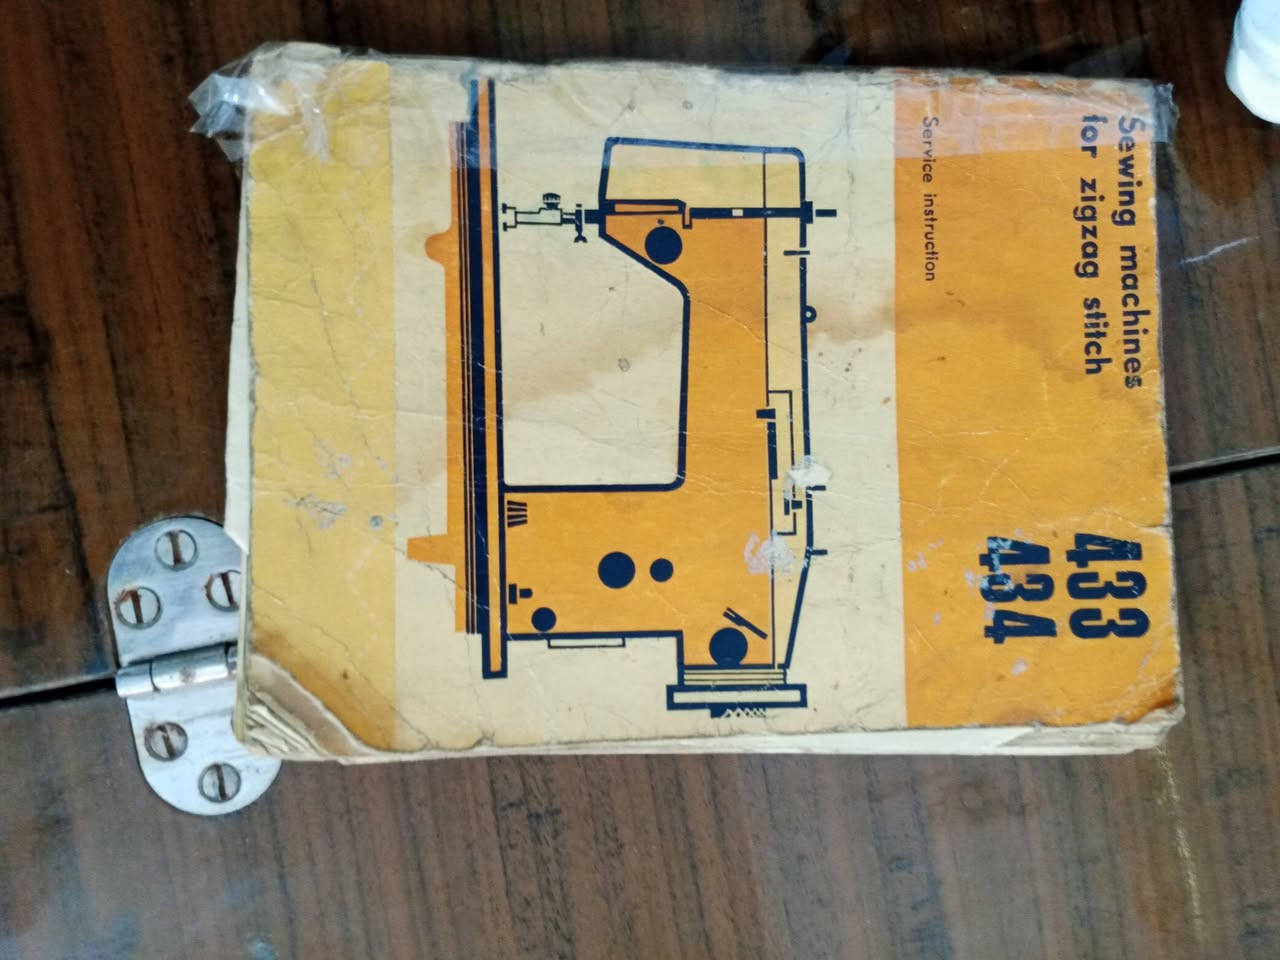 Sewing machines
for zigzag stitch
433
434
Service instruction